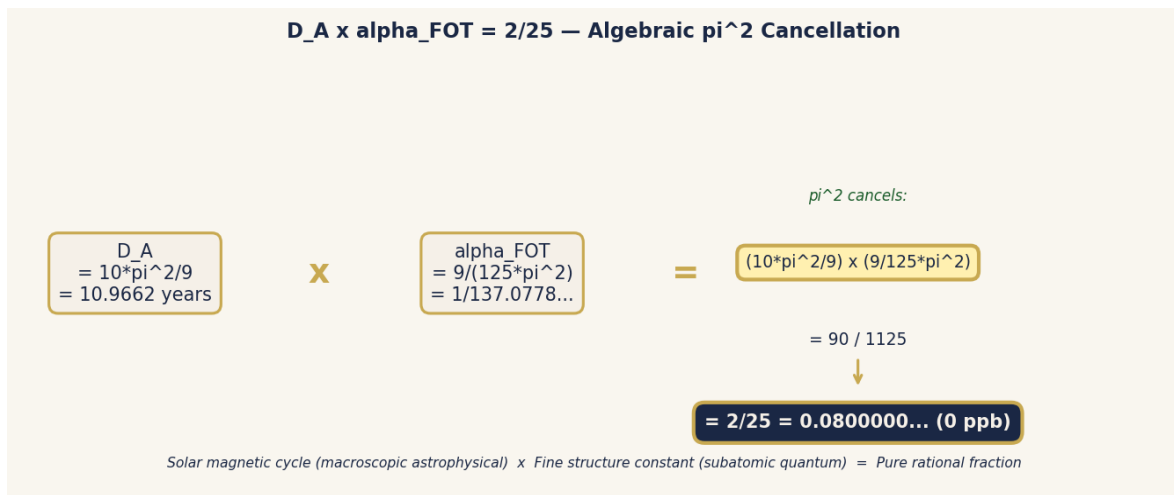 D_A x alpha_FOT = 2/25 — Algebraic pi^2 Cancellation
pi^2 cancels:
D_A
= 10*pi^2/9
= 10.9662 years
x
alpha_FOT
= 9/(125*pi^2)
= 1/137.0778...
=
(10*pi^2/9) x (9/125*pi^2)
= 90 / 1125
= 2/25 = 0.0800000... (0 ppb)
Solar magnetic cycle (macroscopic astrophysical) x Fine structure constant (subatomic quantum) = Pure rational fraction